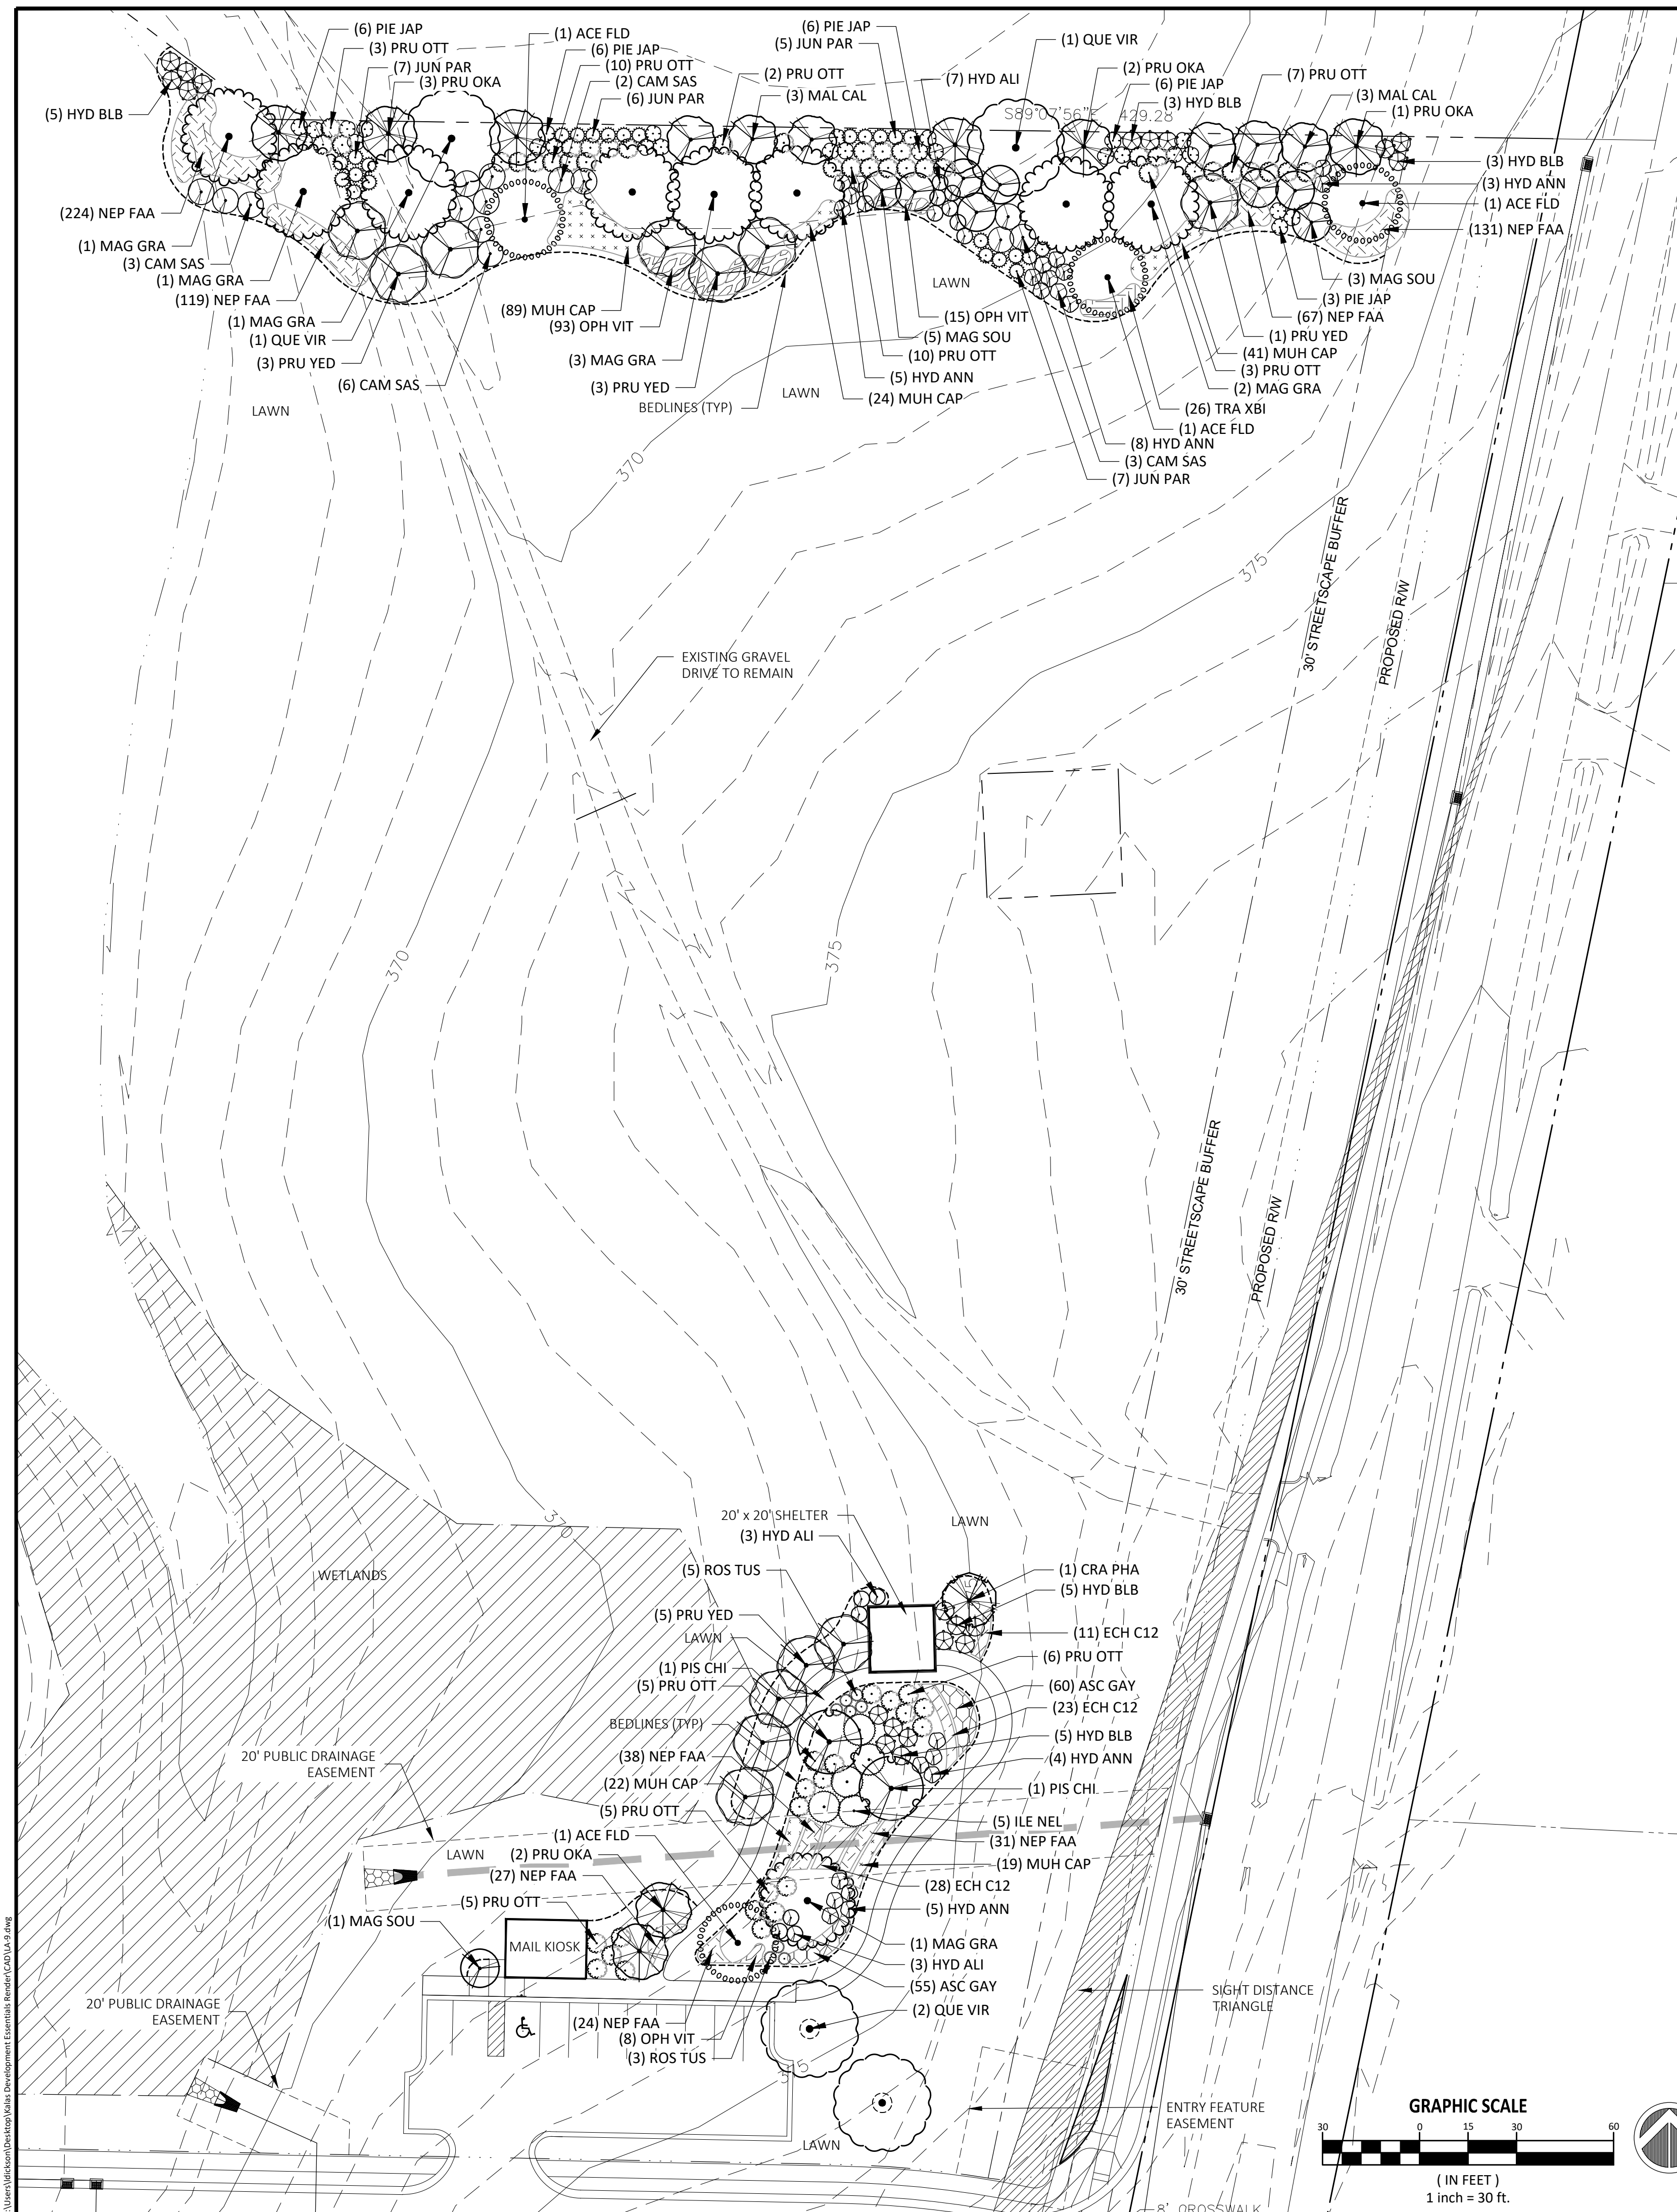 (6) PIE JAP
(3) PRU OTT
(7) JUN PAR
(3) PRU OKA
(1) ACE FLD
(6) PIE JAP
(10) PRU OTT
(2) CAM SAS
(6) JUN PAR
(2) PRU OTT
(3) MAL CAL
(6) PIE JAP
(5) JUN PAR
(7) HYD ALI
(1) QUE VIR
(2) PRU OKA
(6) PIE JAP
(3) HYD BLB
(7) PRU OTT
(3) MAL CAL
(1) PRU OKA
S89°07'56"E 429.28
(5) HYD BLB
(224) NEP FAA
(1) MAG GRA
(3) CAM SAS
(1) MAG GRA
(119) NEP FAA
(1) MAG GRA
(1) QUE VIR
(3) PRU YED
(6) CAM SAS
LAWN
(89) MUH CAP
(93) OPH VIT
(3) MAG GRA
(3) PRU YED
BEDLINES (TYP)
LAWN
LAWN
(15) OPH VIT
(5) MAG SOU
(10) PRU OTT
(5) HYD ANN
(24) MUH CAP
(3) HYD BLB
(3) HYD ANN
(1) ACE FLD
(131) NEP FAA
(3) MAG SOU
(3) PIE JAP
(67) NEP FAA
(1) PRU YED
(41) MUH CAP
(3) PRU OTT
(2) MAG GRA
(26) TRA XBI
(1) ACE FLD
(8) HYD ANN
(3) CAM SAS
(7) JUN PAR
370
375
30' STREETSCAPE BUFFER
PROPOSED R/W
EXISTING GRAVEL
DRIVE TO REMAIN
370
375
30' STREETSCAPE BUFFER
PROPOSED R/W
370
WETLANDS
20' x 20' SHELTER
(3) HYD ALI
LAWN
(5) ROS TUS
(5) PRU YED
LAWN
(1) PIS CHI
(5) PRU OTT
BEDLINES (TYP)
(38) NEP FAA
(22) MUH CAP
(5) PRU OTT
(1) ACE FLD
(2) PRU OKA
(27) NEP FAA
(5) PRU OTT
(1) MAG SOU
(1) CRA PHA
(5) HYD BLB
(11) ECH C12
(6) PRU OTT
(60) ASC GAY
(23) ECH C12
(5) HYD BLB
(4) HYD ANN
(1) PIS CHI
(5) ILE NEL
(31) NEP FAA
(19) MUH CAP
(28) ECH C12
(5) HYD ANN
(1) MAG GRA
(3) HYD ALI
(55) ASC GAY
(2) QUE VIR
20' PUBLIC DRAINAGE
EASEMENT
LAWN
MAIL KIOSK
20' PUBLIC DRAINAGE
EASEMENT
(24) NEP FAA
(8) OPH VIT
(3) ROS TUS
SIGHT DISTANCE
TRIANGLE
ENTRY FEATURE
EASEMENT
LAWN
8' CROSSWALK
GRAPHIC SCALE
30 0 15 30 60
( IN FEET )
1 inch = 30 ft.
:\Users\dickson\Desktop\Kalas Development Essentials Render\CAD\LA-9.dwg